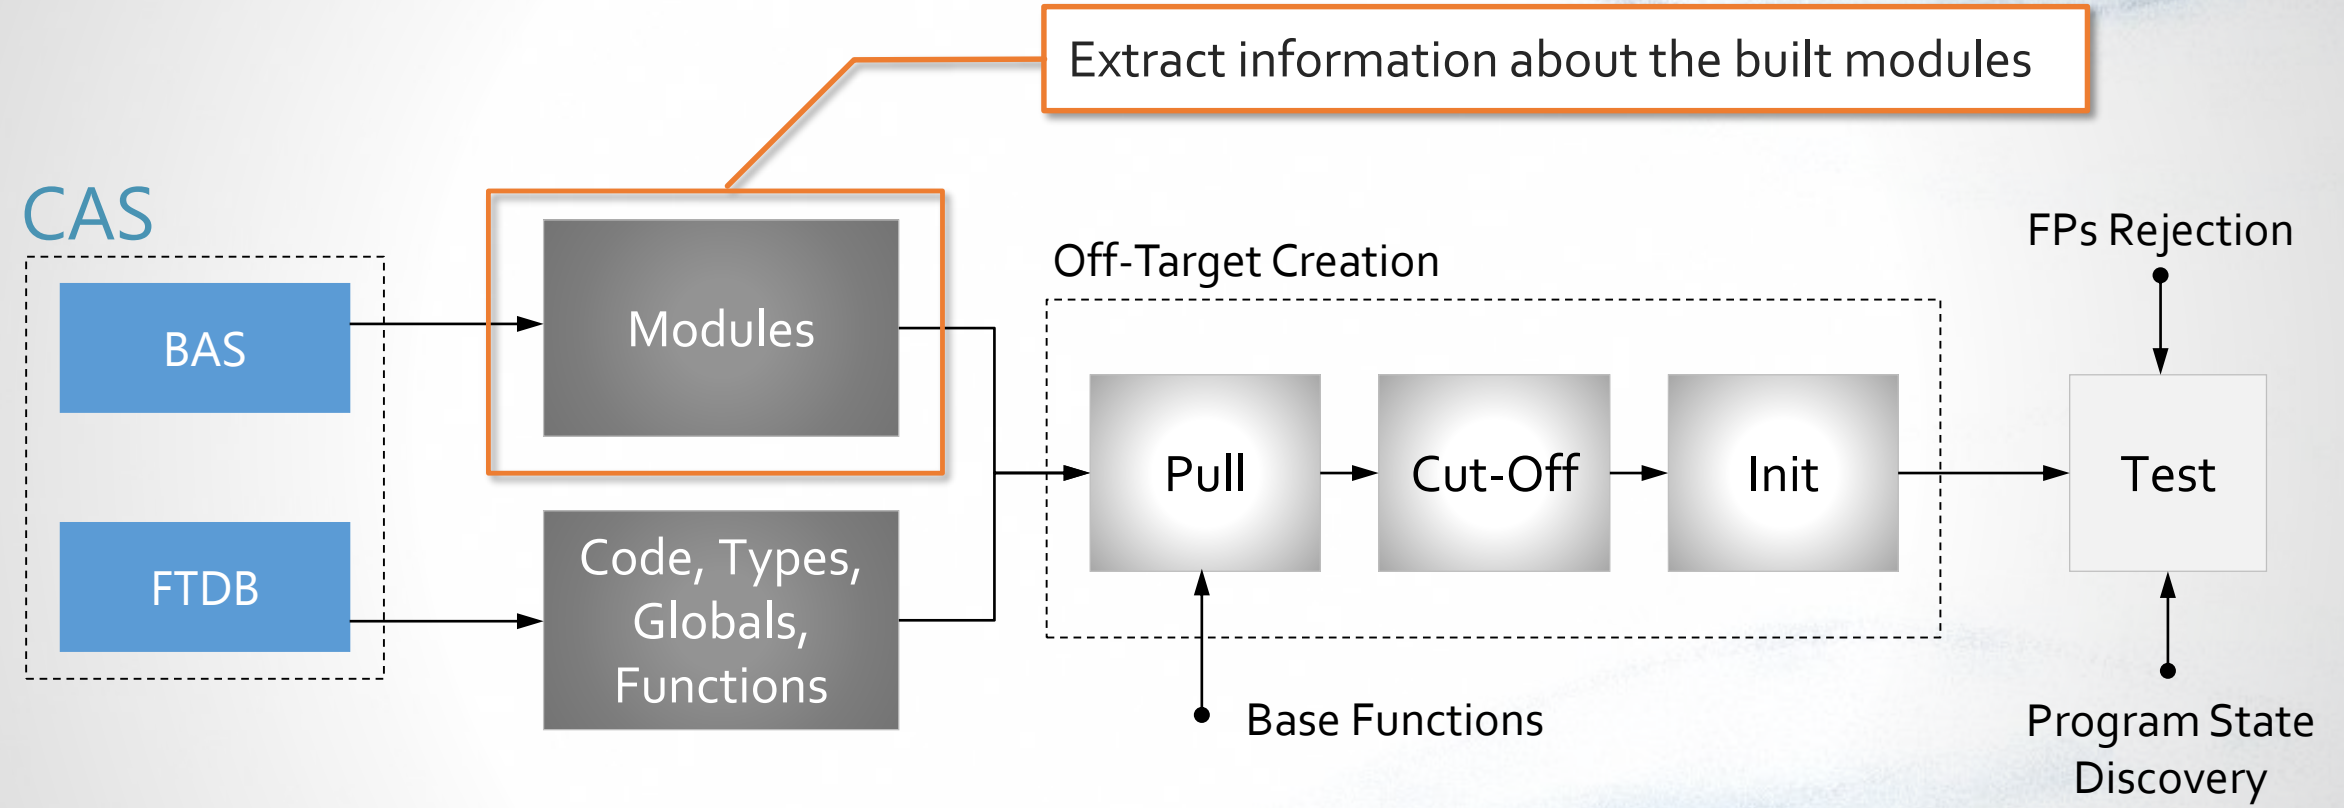 Extract information about the built modules
CAS
BAS
FTDB
Modules
Code, Types,
Globals,
Functions
Off-Target Creation
Pull
Cut-Off
Init
Base Functions
FPs Rejection
Test
Program State
Discovery